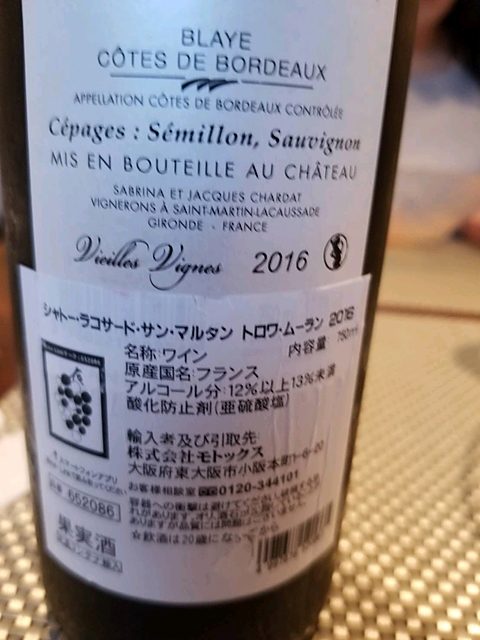 BLAYE
CÔTES DE BORDEAUX
APPELLATION CÔTES DE BORDEAUX CONTRÔLÉE
Cépages : Sémillon, Sauvignon
MIS EN BOUTEILLE AU CHÂTEAU
SABRINA ET JACQUES CHARDAT
VIGNERONS À SAINT-MARTIN-LACAUSSADE
GIRONDE - FRANCE
Vieilles Vignes 2016
シャトー・ラコサード・サン・マルタン トロワ・ムーラン 2016
名称:ワイン 内容量 750ml
原産国名:フランス
アルコール分:12%以上13%未満
酸化防止剤(亜硫酸塩)
輸入者及び引取先
株式会社モトックス
大阪府東大阪市小阪本町1-6-20
お客様相談室 0120-344101
652086
果実酒
☆飲酒は20歳になってから